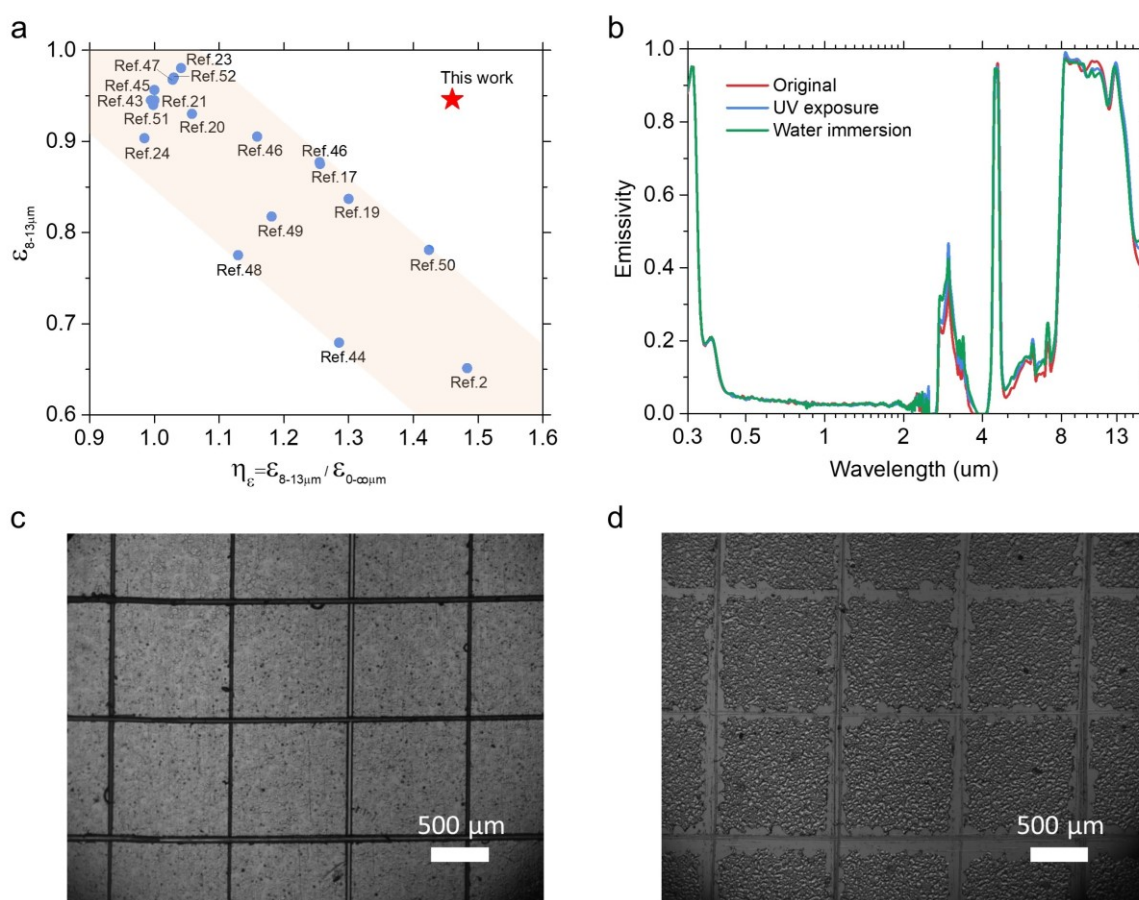 a
b
1.0
0.9
0.8
0.7
0.6
ε8-13μm
Ref.47
Ref.23
Ref.52
Ref.45
Ref.43
Ref.21
Ref.51
Ref.20
Ref.24
Ref.46
Ref.46
Ref.17
Ref.19
Ref.49
Ref.48
Ref.50
Ref.44
Ref.2
This work
0.9 1.0 1.1 1.2 1.3 1.4 1.5 1.6
ηε=ε8-13μm/ ε0-∞μm
1.0
0.8
0.6
0.4
0.2
0.0
Emissivity
Original
UV exposure
Water immersion
0.3 0.5 1 2 4 8 13
Wavelength (um)
c
d
500 μm
500 μm